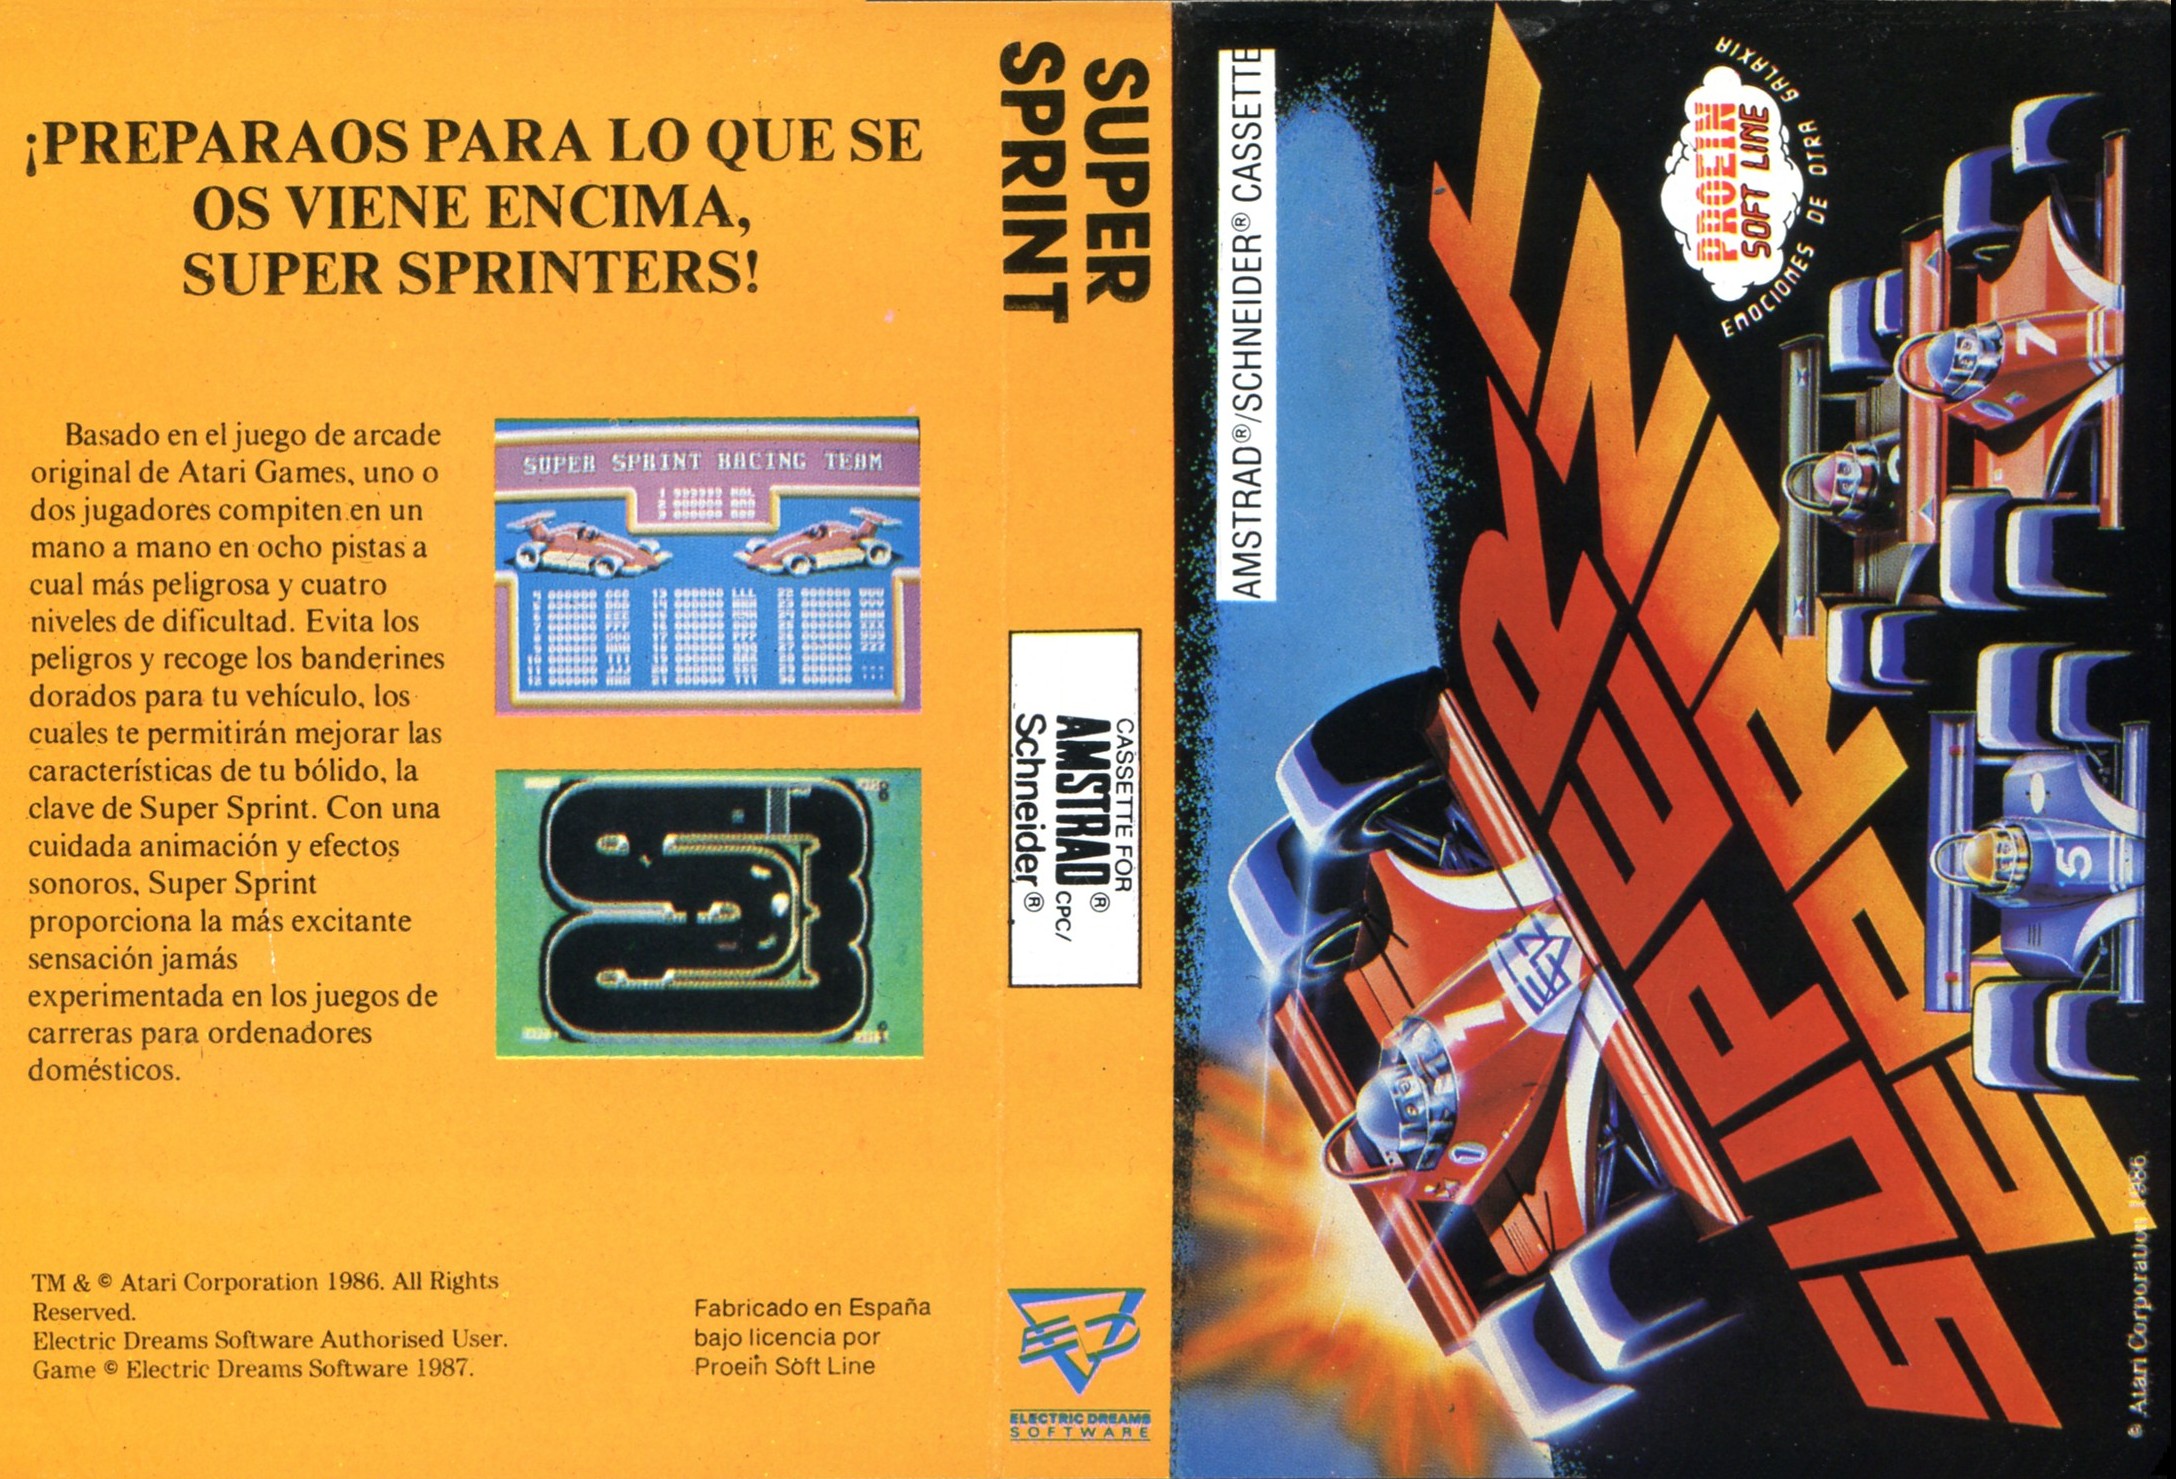 ¡PREPARAOS PARA LO QUE SE
OS VIENE ENCIMA,
SUPER SPRINTERS!
Basado en el juego de arcade
original de Atari Games, uno o
dos jugadores compiten en un
mano a mano en ocho pistas a
cual más peligrosa y cuatro
niveles de dificultad. Evita los
peligros y recoge los banderines
dorados para tu vehículo, los
cuales te permitirán mejorar las
características de tu bólido, la
clave de Super Sprint. Con una
cuidada animación y efectos
sonoros, Super Sprint
proporciona la más excitante
sensación jamás
experimentada en los juegos de
carreras para ordenadores
domésticos.
SUPER SPRINT RACING TEAM
TM & © Atari Corporation 1986. All Rights
Reserved.
Electric Dreams Software Authorised User.
Game © Electric Dreams Software 1987.
Fabricado en España
bajo licencia por
Proein Soft Line
SUPER
SPRINT
CASSETTE FOR
AMSTRAD® CPC/
Schneider®
ELECTRIC DREAMS
SOFTWARE
AMSTRAD®/SCHNEIDER® CASSETTE
SUPER
SPRINT
PROEIN
SOFT LINE
EMOCIONES DE OTRA GALAXIA
1
1
7
5
© Atari Corporation 1986.